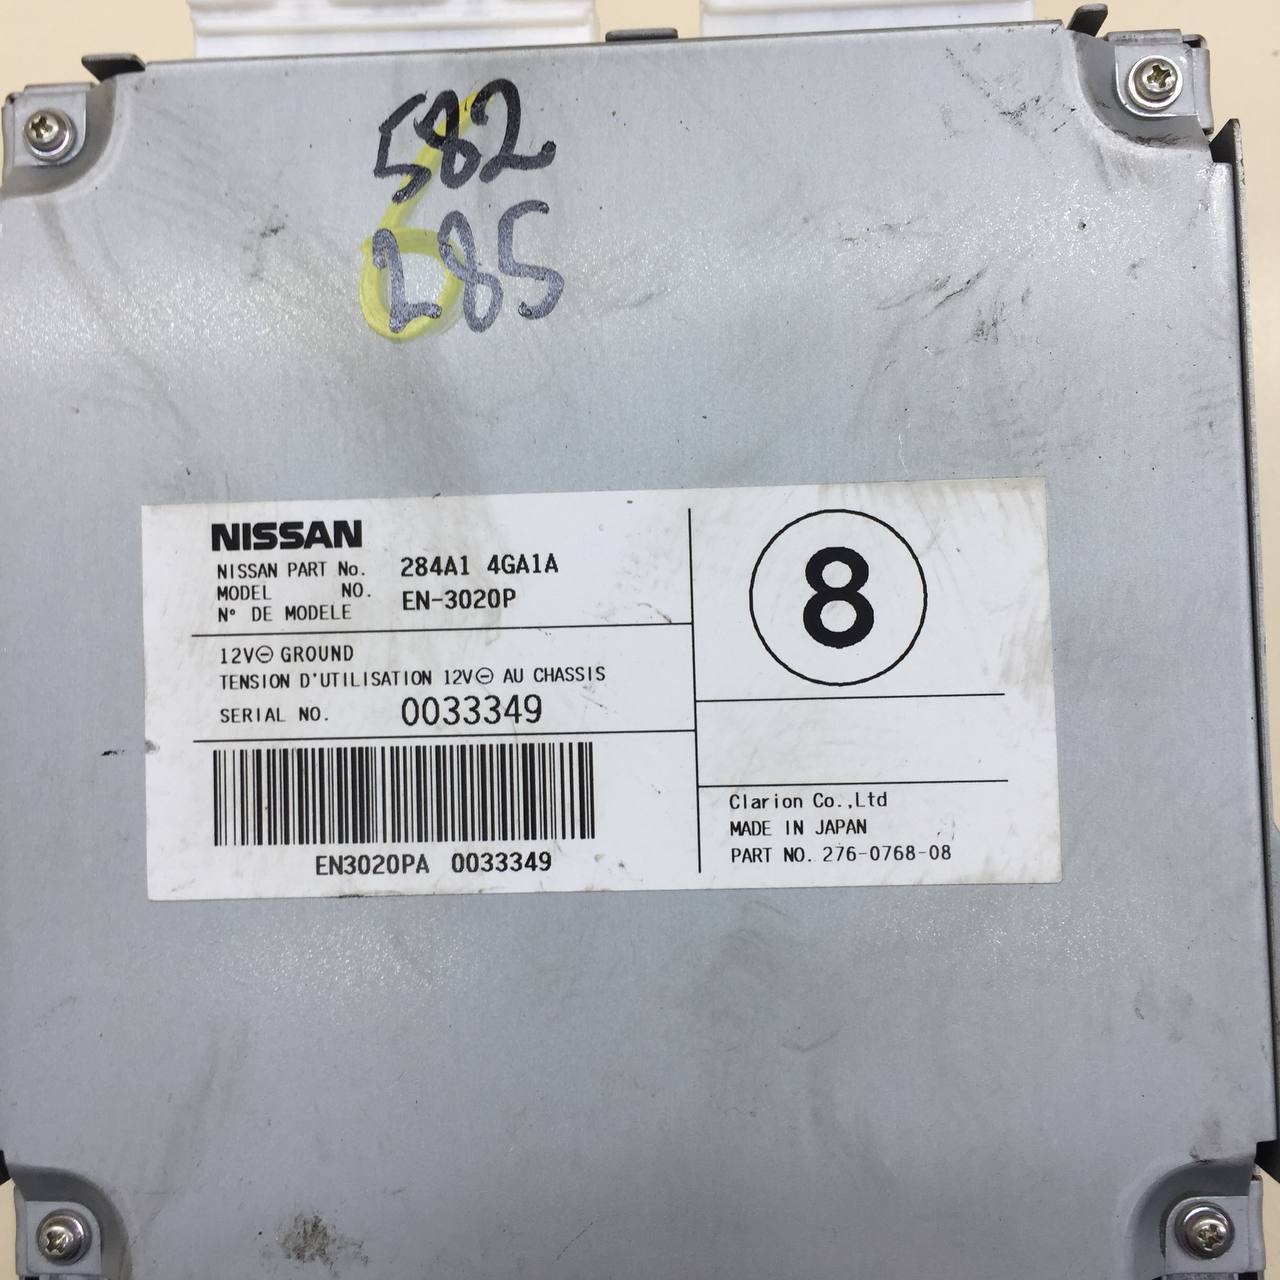 582
285
NISSAN
NISSAN PART No. 284A1 4GA1A
MODEL NO.
N° DE MODELE EN-3020P
12V⊖ GROUND
TENSION D'UTILISATION 12V⊖ AU CHASSIS
SERIAL NO. 0033349
EN3020PA 0033349
8
Clarion Co.,Ltd
MADE IN JAPAN
PART NO. 276-0768-08